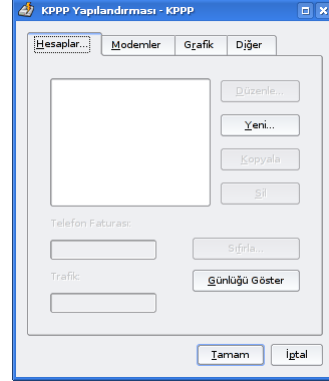 KPPP Yapılandırması - KPPP
Hesaplar... Modemler Grafik Diğer
Düzenle...
Yeni...
Kopyala
Sil
Telefon Faturası:
Sıfırla...
Trafik:
Günlüğü Göster
Tamam İptal